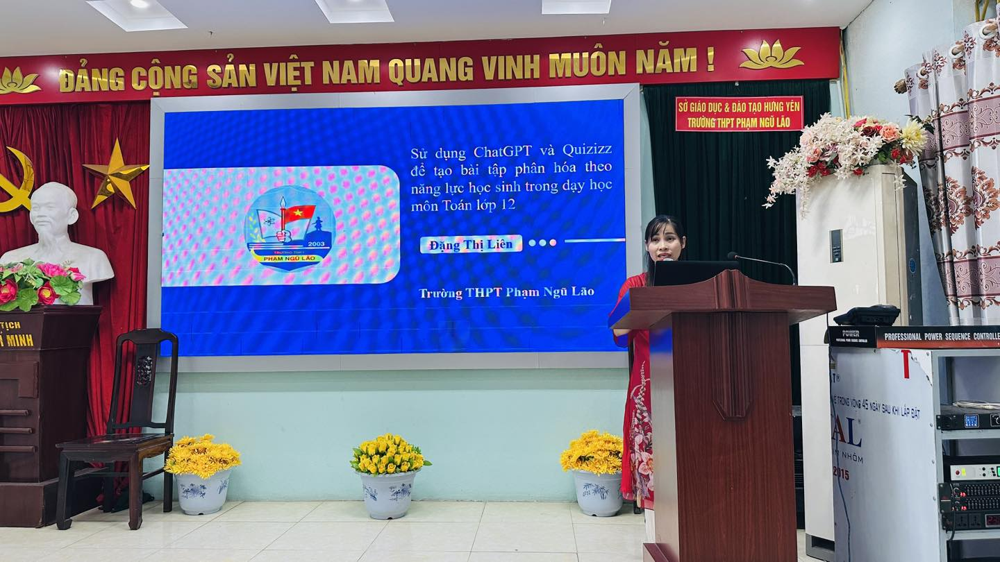 ĐẢNG CỘNG SẢN VIỆT NAM QUANG VINH MUÔN NĂM !
SỞ GIÁO DỤC & ĐÀO TẠO HƯNG YÊN
TRƯỜNG THPT PHẠM NGŨ LÃO
Sử dụng ChatGPT và Quizizz
để tạo bài tập phân hóa theo
năng lực học sinh trong dạy học
môn Toán lớp 12
Đặng Thị Liên
Trường THPT Phạm Ngũ Lão
2003
TRƯỜNG THPT
PHẠM NGŨ LÃO
TỊCH
MINH
POWER
PROFESSIONAL POWER SEQUENCE CONTROLLE
T
VẼ TRONG VÒNG 45 NGÀY SAU KHI LẮP ĐẶT
AL
NHÔM
2015